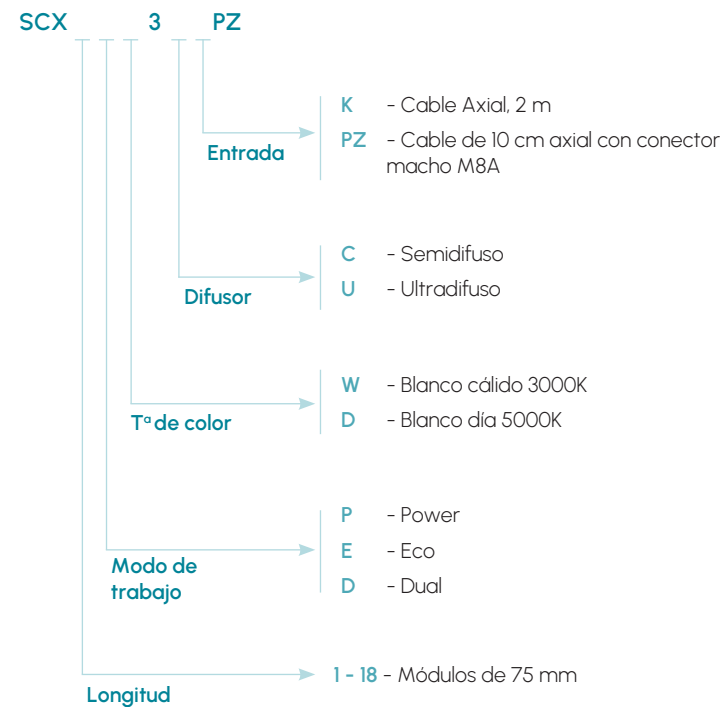 SCX 3 PZ
K - Cable Axial, 2 m
PZ - Cable de 10 cm axial con conector
macho M8A
Entrada
C - Semidifuso
U - Ultradifuso
Difusor
W - Blanco cálido 3000K
D - Blanco día 5000K
Tª de color
P - Power
E - Eco
D - Dual
Modo de
trabajo
1 - 18 - Módulos de 75 mm
Longitud